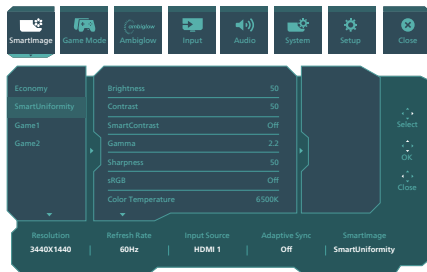 ambiglow
SmartImage Game Mode Ambiglow Input Audio System Setup Close
Economy
SmartUniformity
Game1
Game2
Brightness 50
Contrast 50
SmartContrast Off
Gamma 2.2
Sharpness 50
sRGB Off
Color Temperature 6500K
Select
OK
Close
Resolution Refresh Rate Input Source Adaptive Sync SmartImage
3440X1440 60Hz HDMI 1 Off SmartUniformity